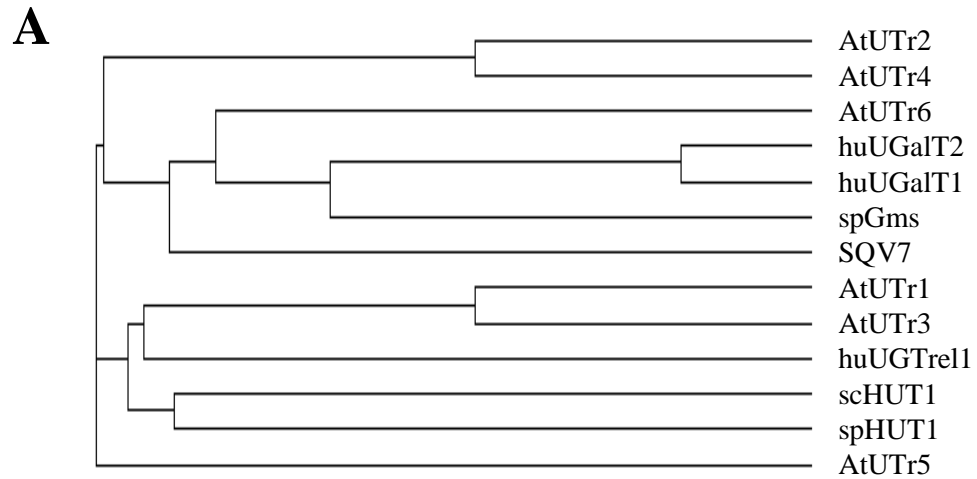 A
AtUTr2
AtUTr4
AtUTr6
huUGalT2
huUGalT1
spGms
SQV7
AtUTr1
AtUTr3
huUGTrel1
scHUT1
spHUT1
AtUTr5